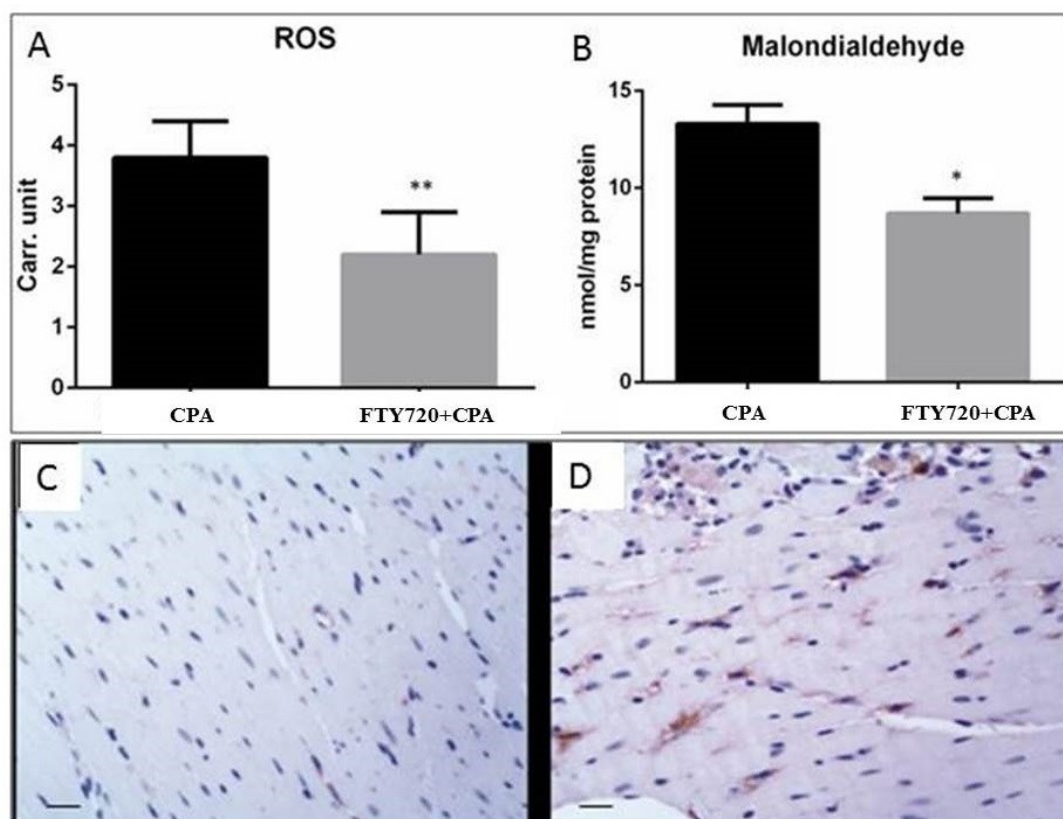 A
ROS
5
4
3
2
1
0
Carr. unit
**
CPA
FTY720+CPA
B
Malondialdehyde
15
10
5
0
nmol/mg protein
*
CPA
FTY720+CPA
C
D